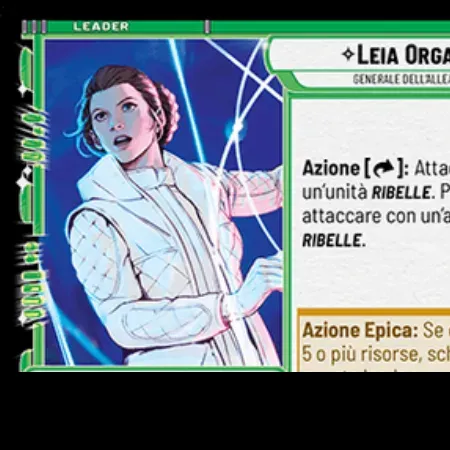 LEADER
LEIA ORGA
GENERALE DELL'ALLEA
Azione [ ]: Atta
un'unità RIBELLE. P
attaccare con un'a
RIBELLE.
Azione Epica: Se
5 o più risorse, sch